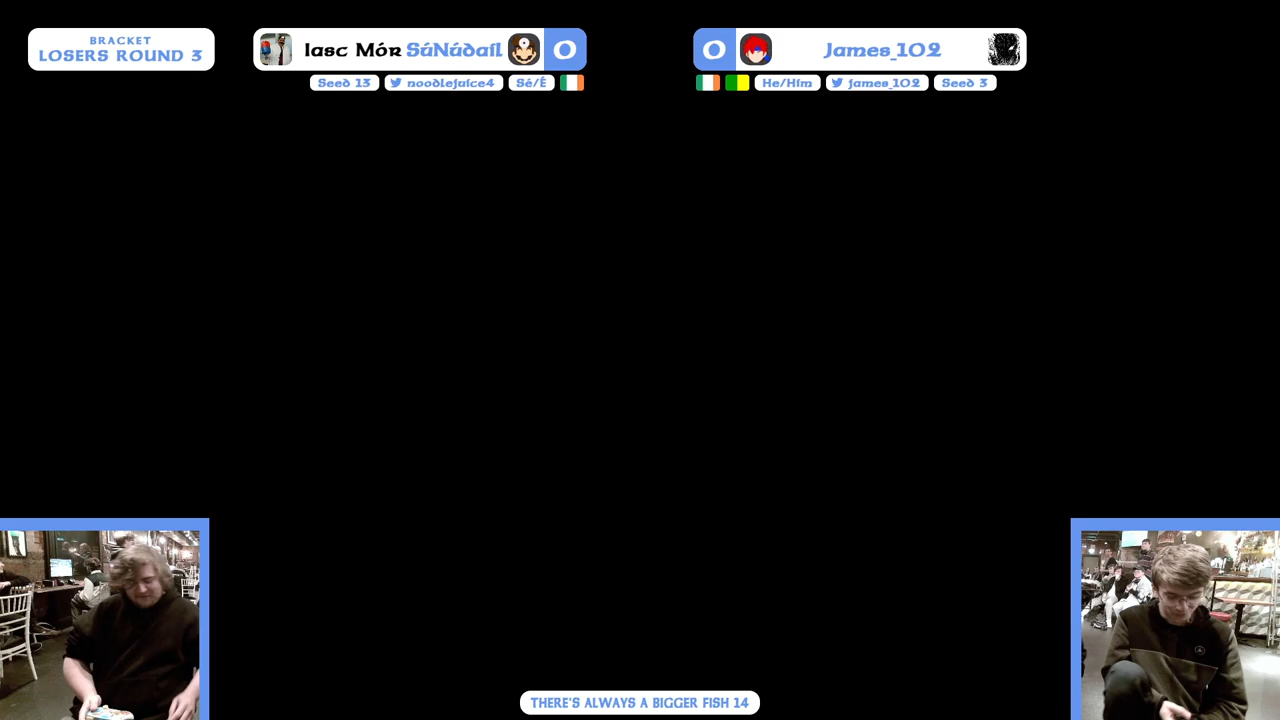 BRACKET
LOSERS ROUND 3
Iasc Mór SúNúdaíl 0
0 James_102
Seed 13 noodlejuice4 Sé/É
He/Him james_102 Seed 3
THERE'S ALWAYS A BIGGER FISH 14